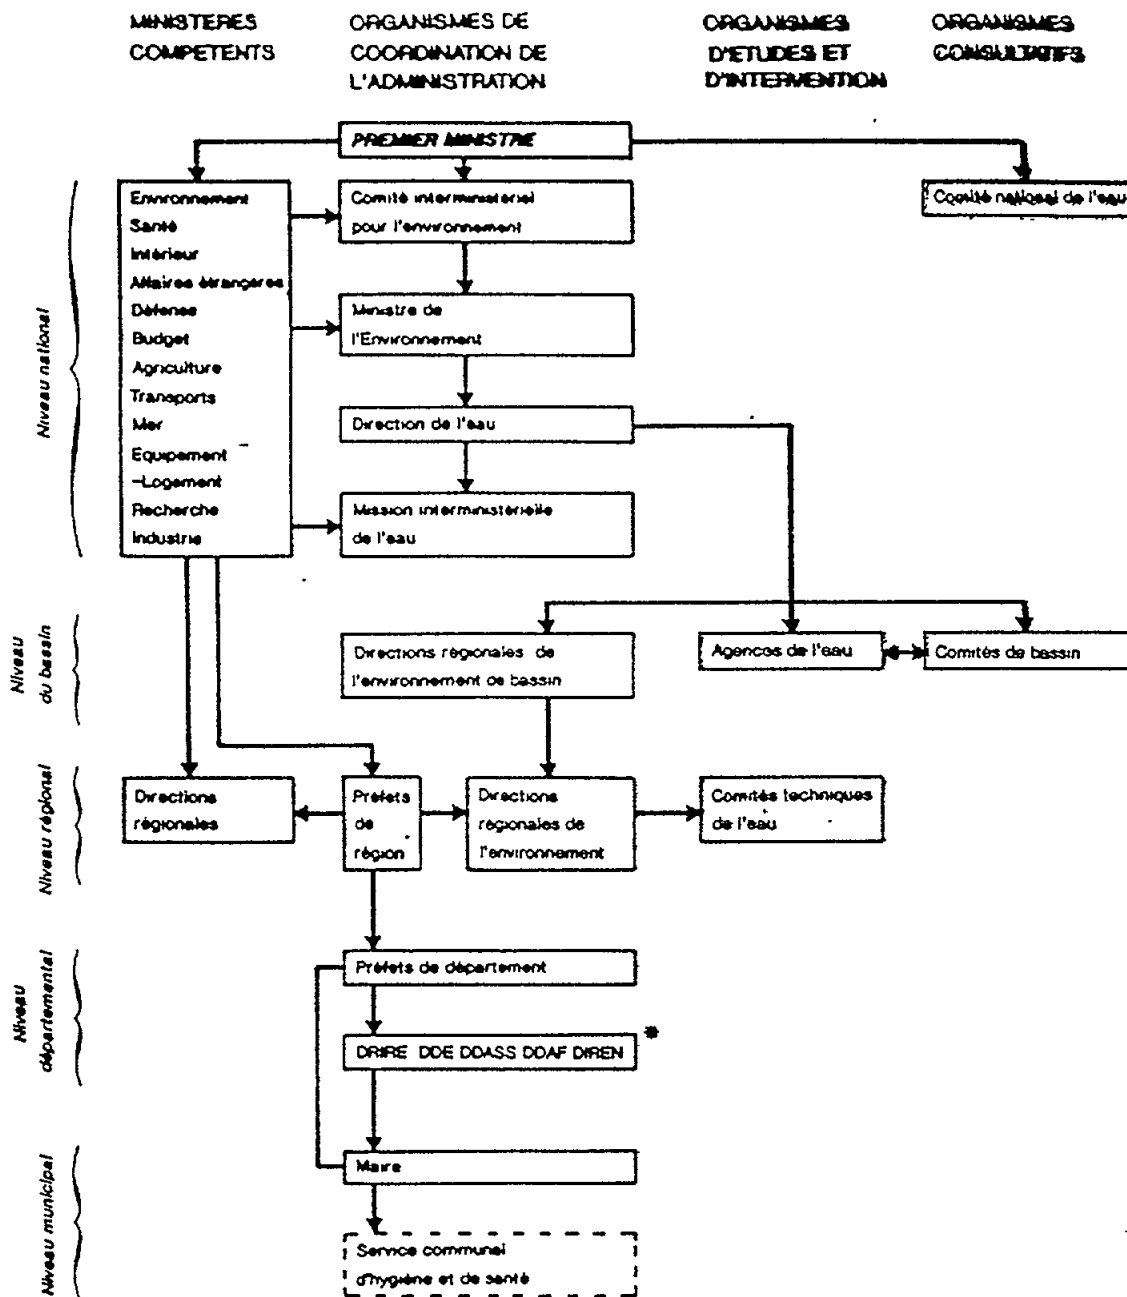 MINISTERES
COMPETENTS
ORGANISMES DE
COORDINATION DE
L'ADMINISTRATION
ORGANISMES
D'ETUDES ET
D'INTERVENTION
ORGANISMES
CONSULTATIFS
PREMIER MINISTRE
Niveau national
Environnement
Santé
Intérieur
Affaires étrangères
Défense
Budget
Agriculture
Transports
Mer
Equipement
-Logement
Recherche
Industrie
Comité interministériel
pour l'environnement
Comité national de l'eau
Ministre de
l'Environnement
Direction de l'eau
Mission interministérielle
de l'eau
Niveau
du bassin
Directions régionales de
l'environnement de bassin
Agences de l'eau
Comités de bassin
Niveau régional
Directions
régionales
Préfets
de
région
Directions
régionales de
l'environnement
Comités techniques
de l'eau
Niveau
départemental
Préfets de département
DRIRE DDE DDASS DDAF DIREN *
Niveau municipal
Maire
Service communal
d'hygiène et de santé